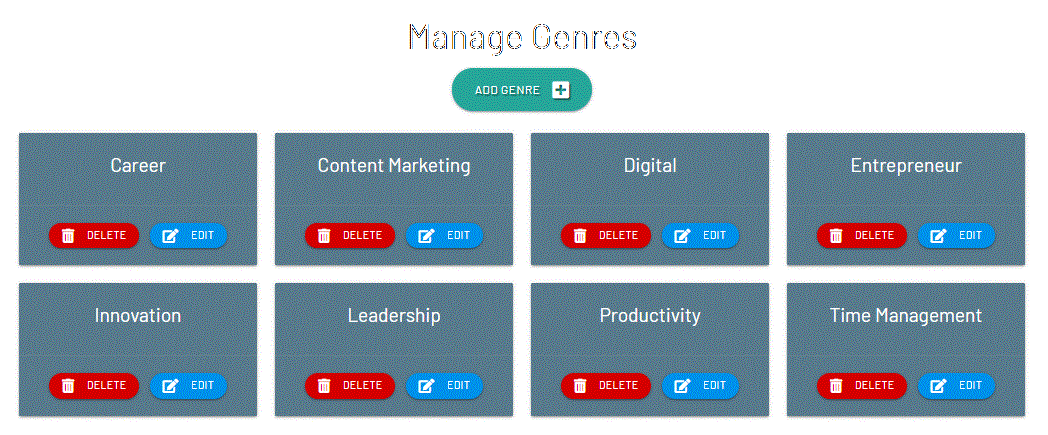 Manage Genres
ADD GENRE
Career
Content Marketing
Digital
Entrepreneur
DELETE EDIT DELETE EDIT DELETE EDIT DELETE EDIT
Innovation
Leadership
Productivity
Time Management
DELETE EDIT DELETE EDIT DELETE EDIT DELETE EDIT